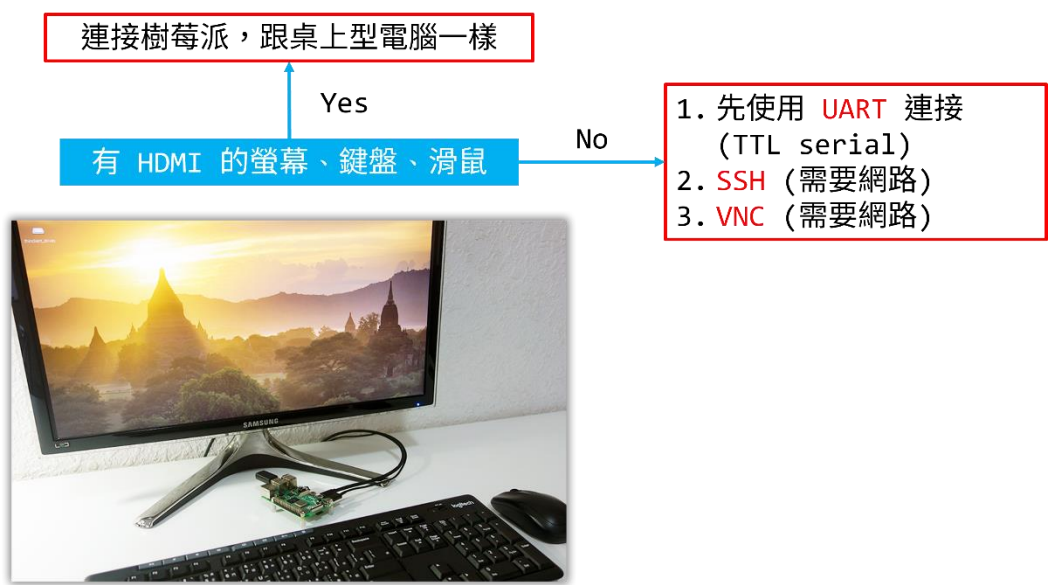 連接樹莓派，跟桌上型電腦一樣
Yes
有 HDMI 的螢幕、鍵盤、滑鼠
No
1. 先使用 UART 連接
(TTL serial)
2. SSH (需要網路)
3. VNC (需要網路)
SAMSUNG
logitech